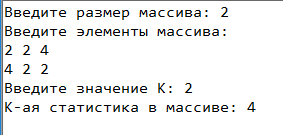 Введите размер массива: 2
Введите элементы массива:
2 2 4
4 2 2
Введите значение K: 2
K-ая статистика в массиве: 4